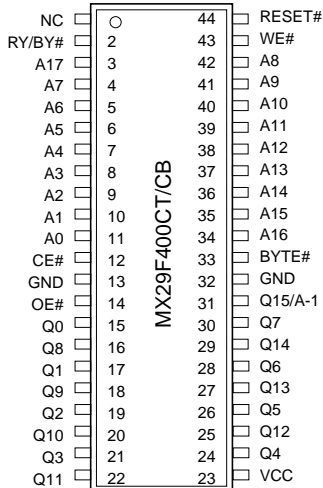 NC 44 RESET#
RY/BY# 2 43 WE#
A17 3 42 A8
A7 4 41 A9
A6 5 40 A10
A5 6 39 A11
A4 7 38 A12
A3 8 37 A13
A2 9 36 A14
A1 10 35 A15
A0 11 34 A16
CE# 12 33 BYTE#
GND 13 32 GND
OE# 14 31 Q15/A-1
Q0 15 30 Q7
Q8 16 29 Q14
Q1 17 28 Q6
Q9 18 27 Q13
Q2 19 26 Q5
Q10 20 25 Q12
Q3 21 24 Q4
Q11 22 23 VCC
MX29F400CT/CB